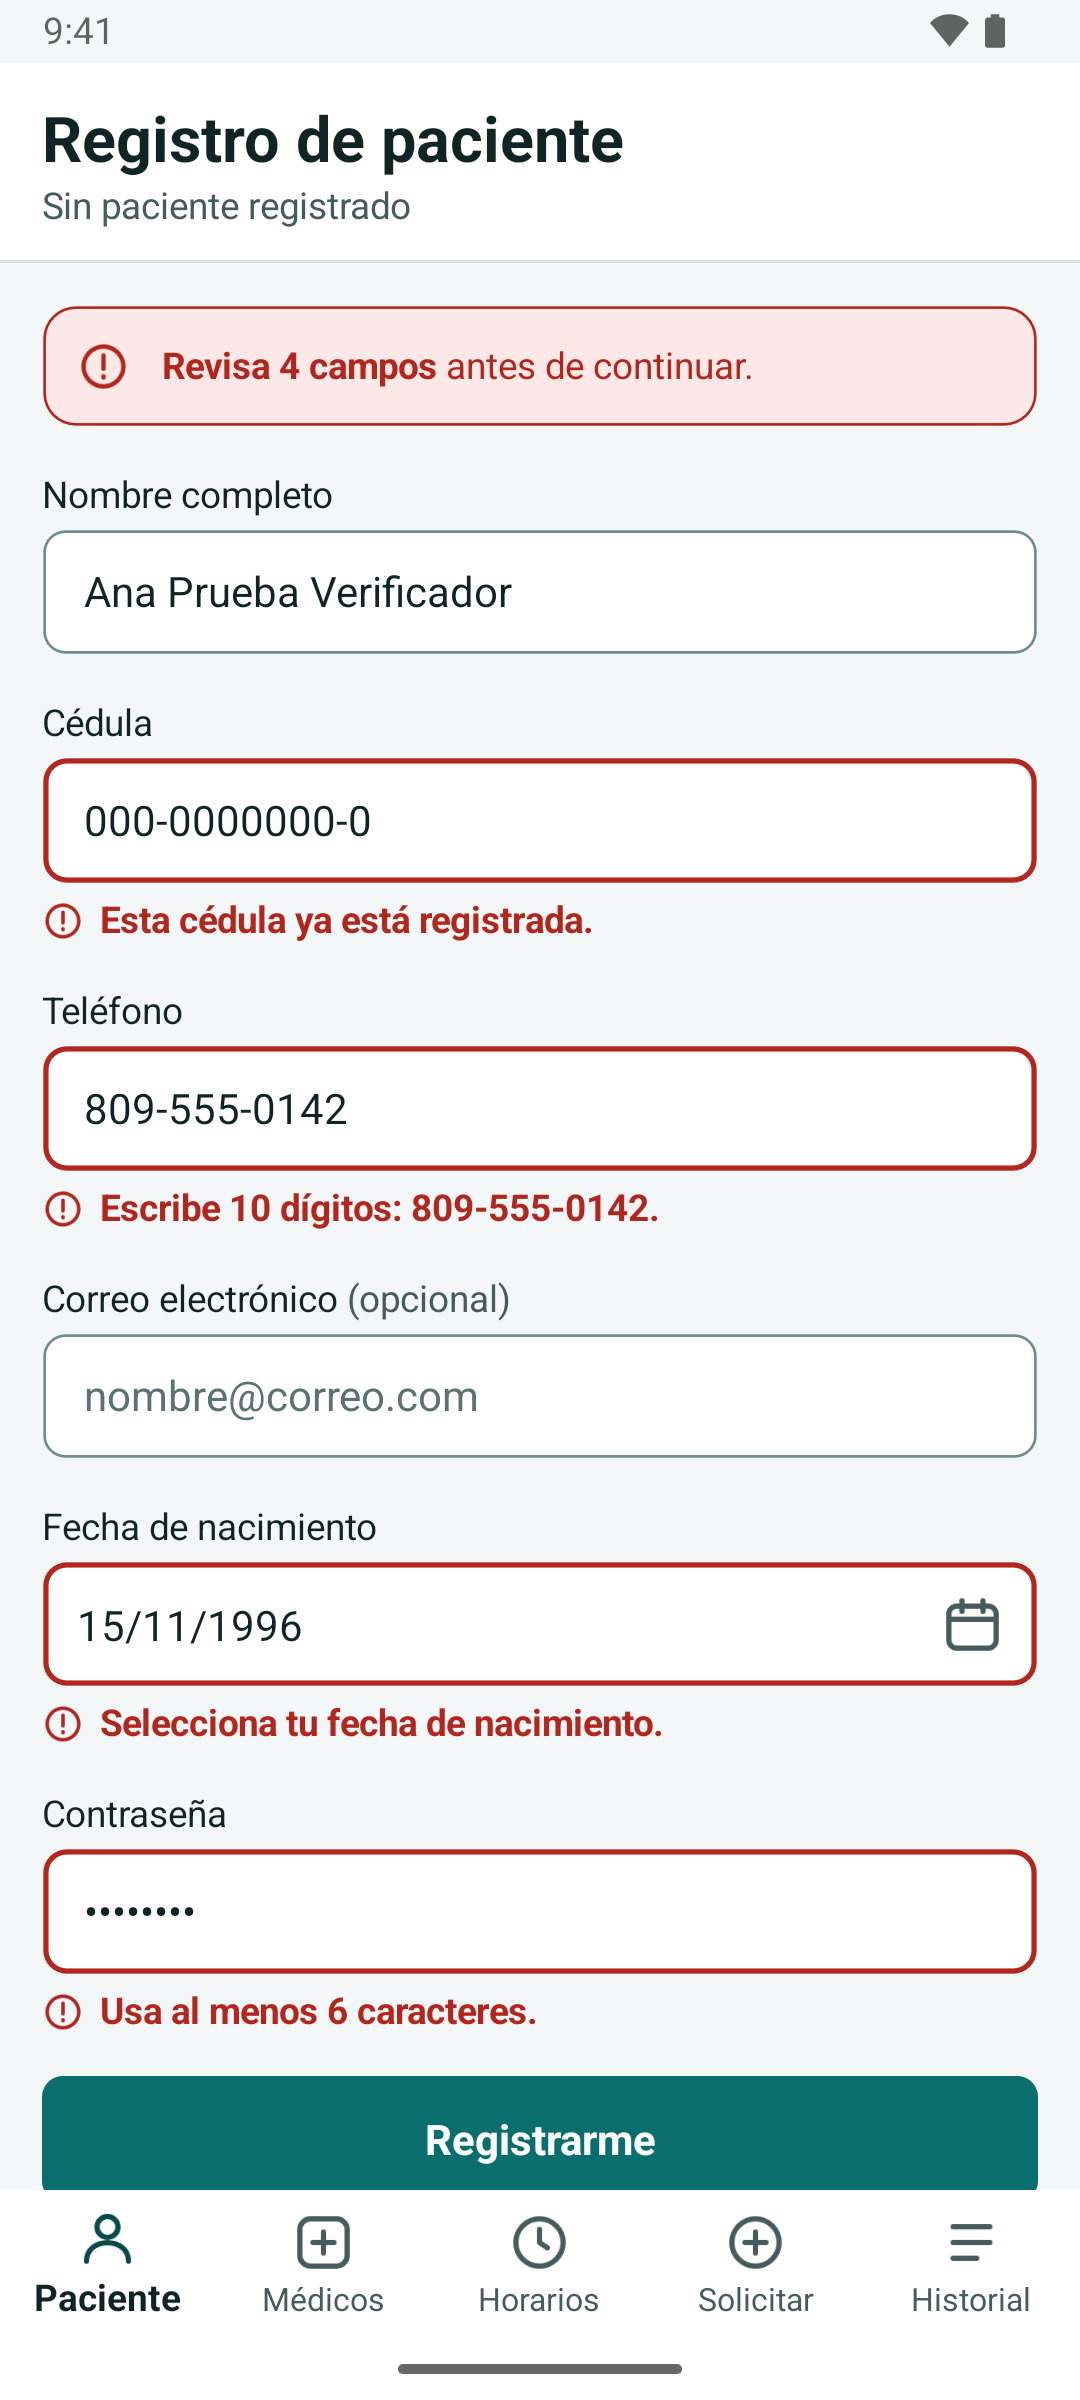 9:41
Registro de paciente
Sin paciente registrado
Revisa 4 campos antes de continuar.
Nombre completo
Ana Prueba Verificador
Cédula
000-0000000-0
Esta cédula ya está registrada.
Teléfono
809-555-0142
Escribe 10 dígitos: 809-555-0142.
Correo electrónico (opcional)
nombre@correo.com
Fecha de nacimiento
15/11/1996
Selecciona tu fecha de nacimiento.
Contraseña
••••••••
Usa al menos 6 caracteres.
Registrarme
Paciente Médicos Horarios Solicitar Historial